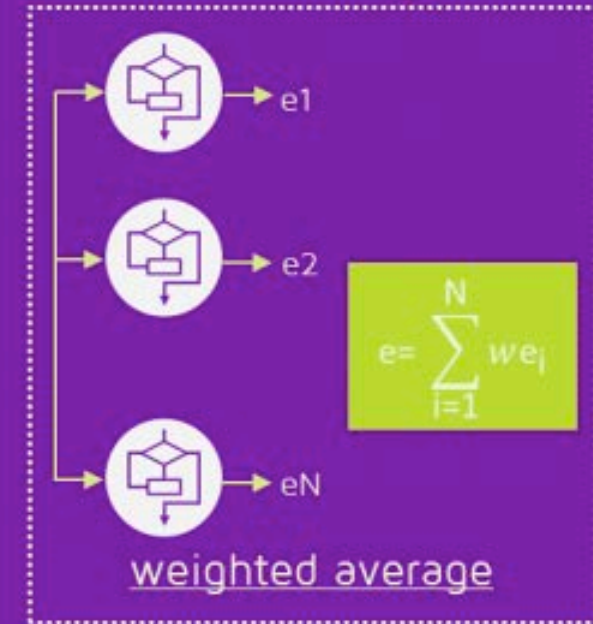 e1
e2
N
e= ∑ we_i
i=1
eN
weighted average